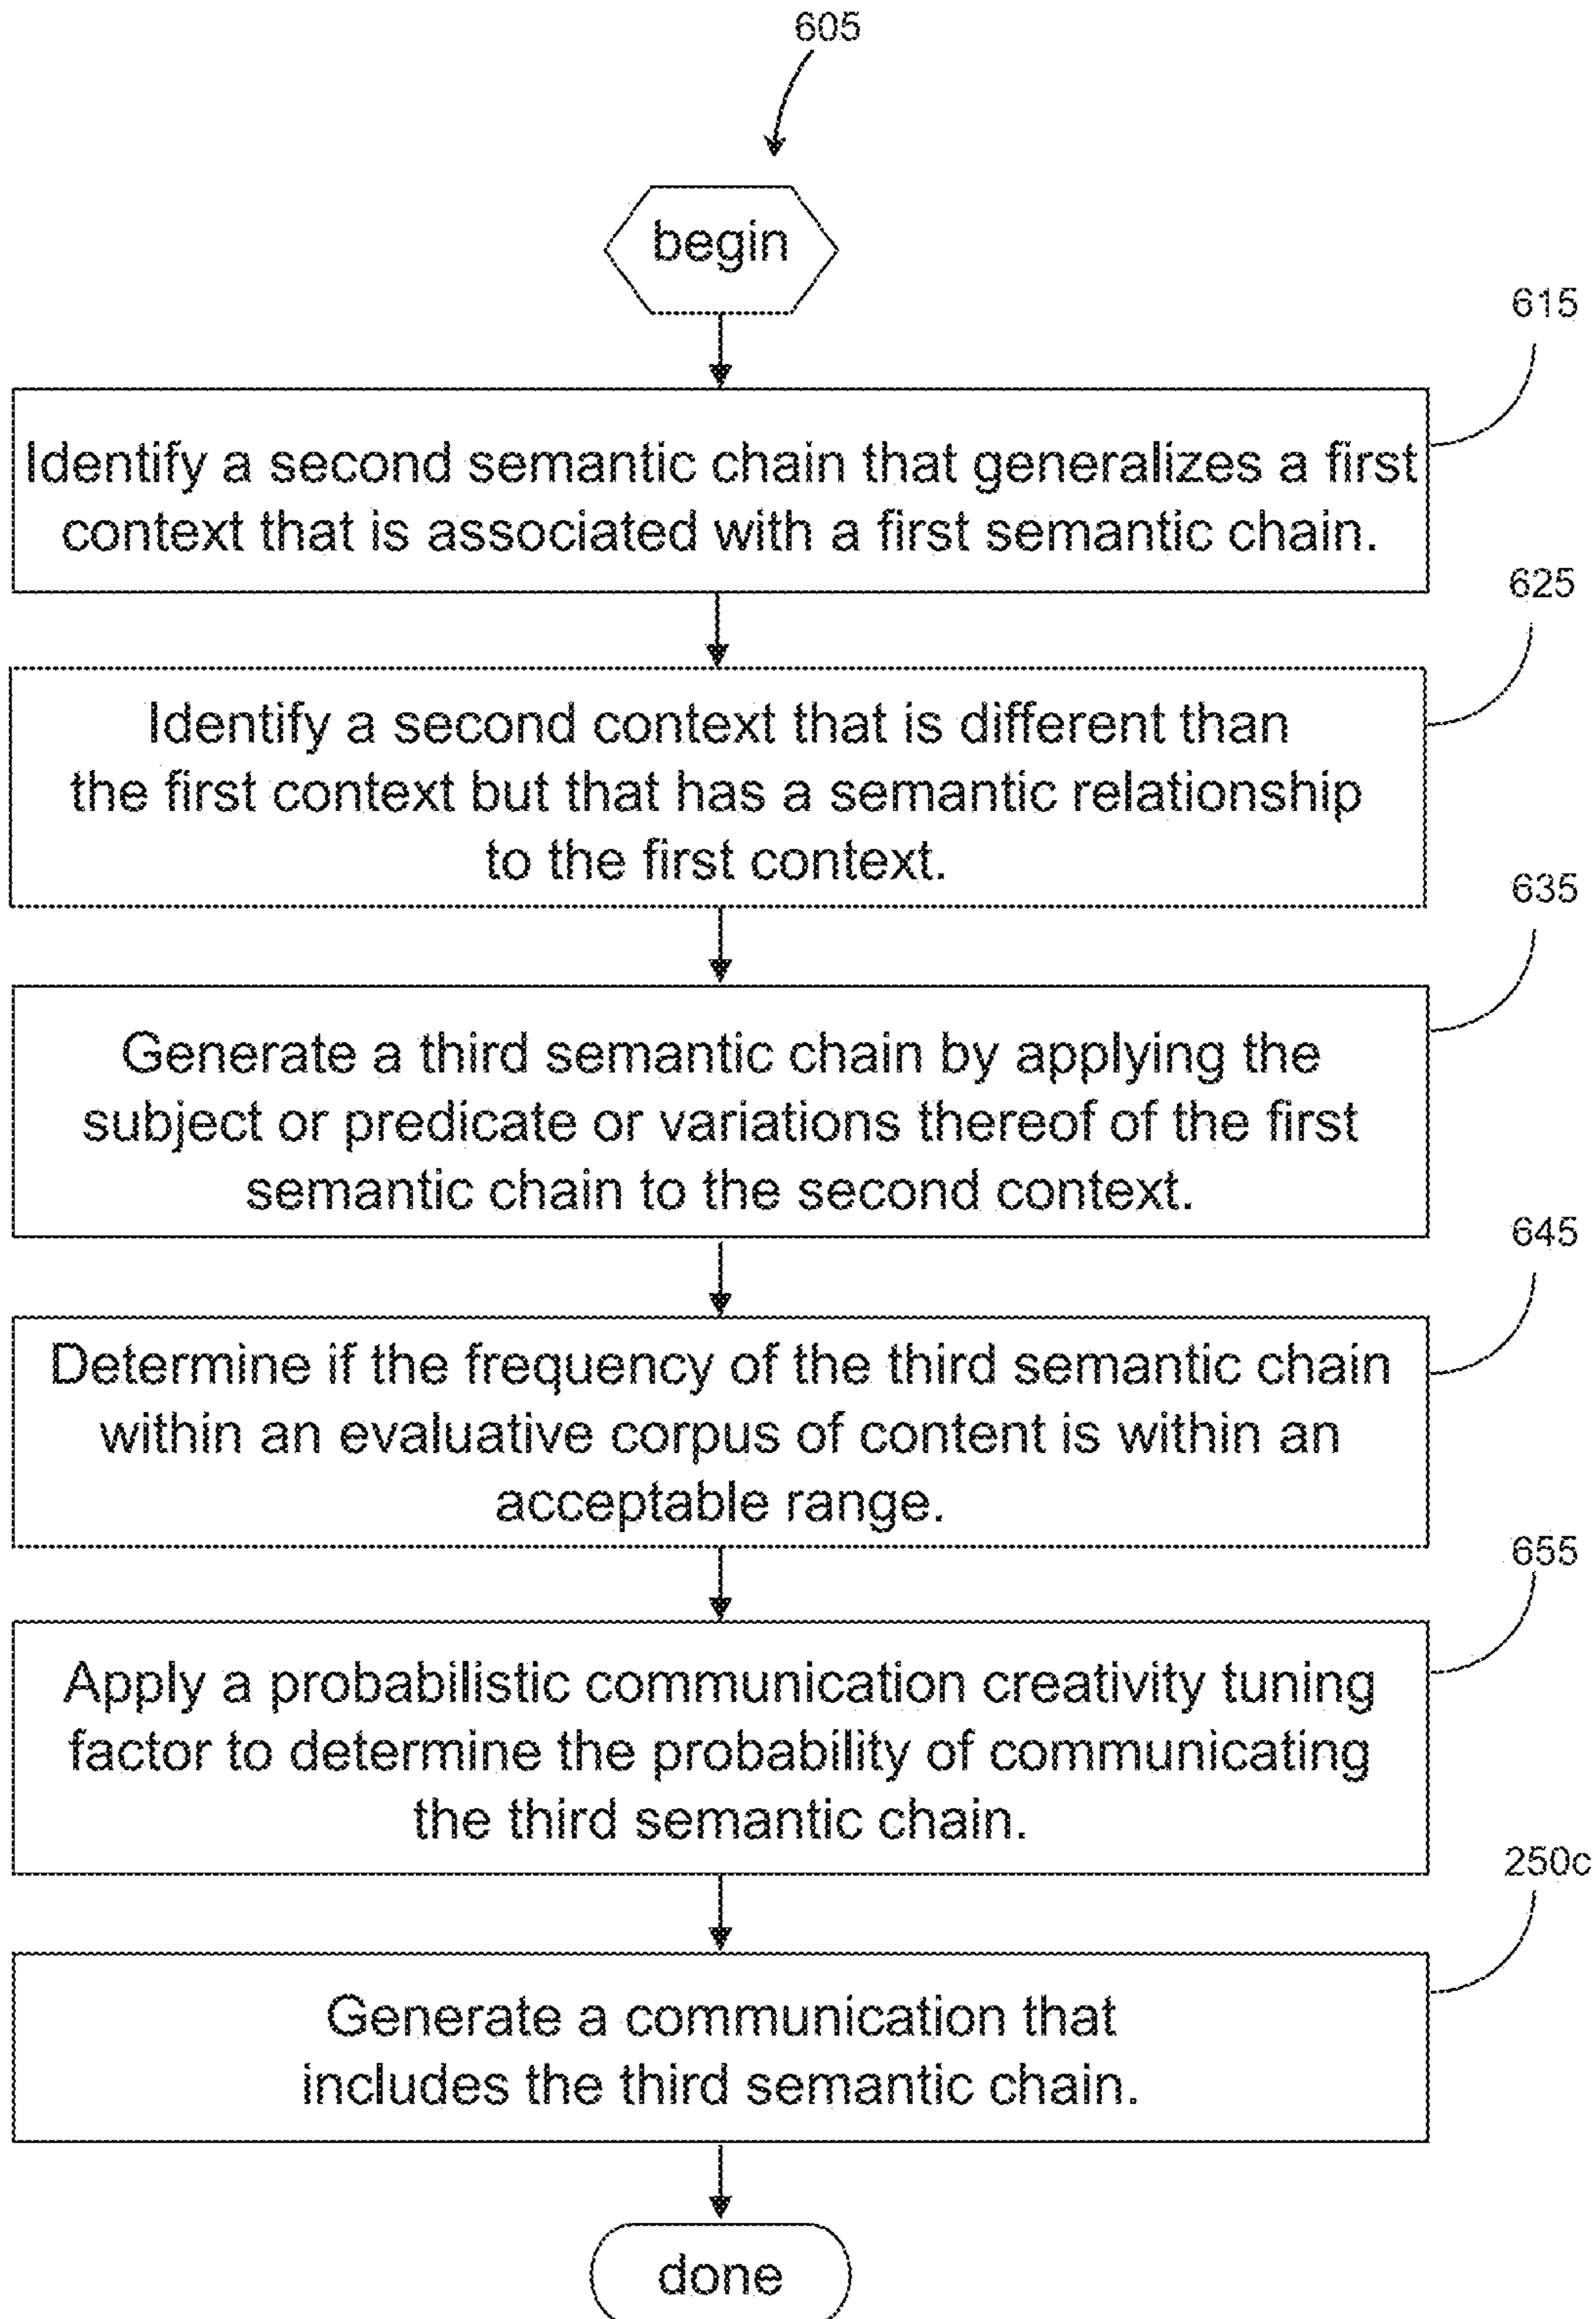 605
begin
615
Identify a second semantic chain that generalizes a first
context that is associated with a first semantic chain.
625
Identify a second context that is different than
the first context but that has a semantic relationship
to the first context.
635
Generate a third semantic chain by applying the
subject or predicate or variations thereof of the first
semantic chain to the second context.
645
Determine if the frequency of the third semantic chain
within an evaluative corpus of content is within an
acceptable range.
655
Apply a probabilistic communication creativity tuning
factor to determine the probability of communicating
the third semantic chain.
250c
Generate a communication that
includes the third semantic chain.
done